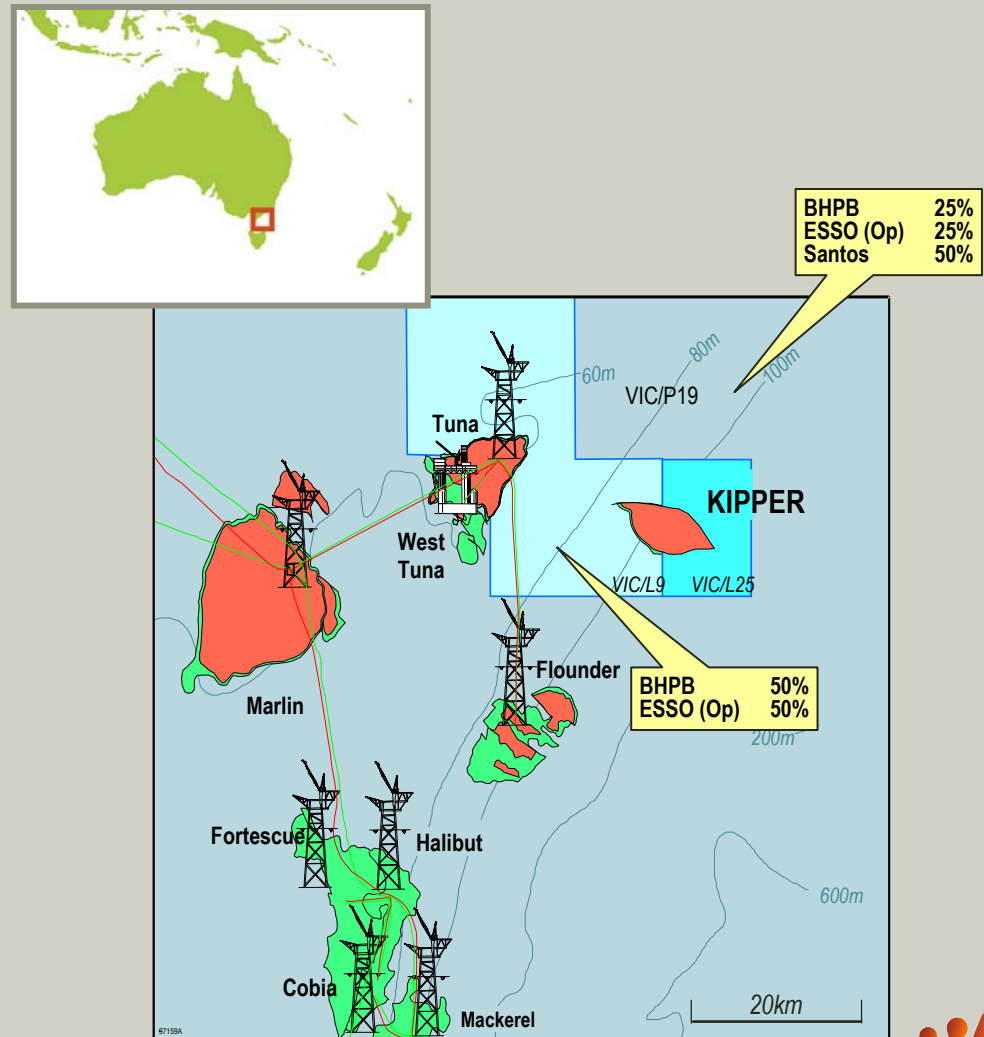 BHPB 25%
ESSO (Op) 25%
Santos 50%
80m
100m
60m
VIC/P19
Tuna
KIPPER
West
Tuna
VIC/L9 VIC/L25
Flounder
BHPB 50%
ESSO (Op) 50%
Marlin
200m
Fortescue
Halibut
600m
Cobia
20km
Mackerel
97159A